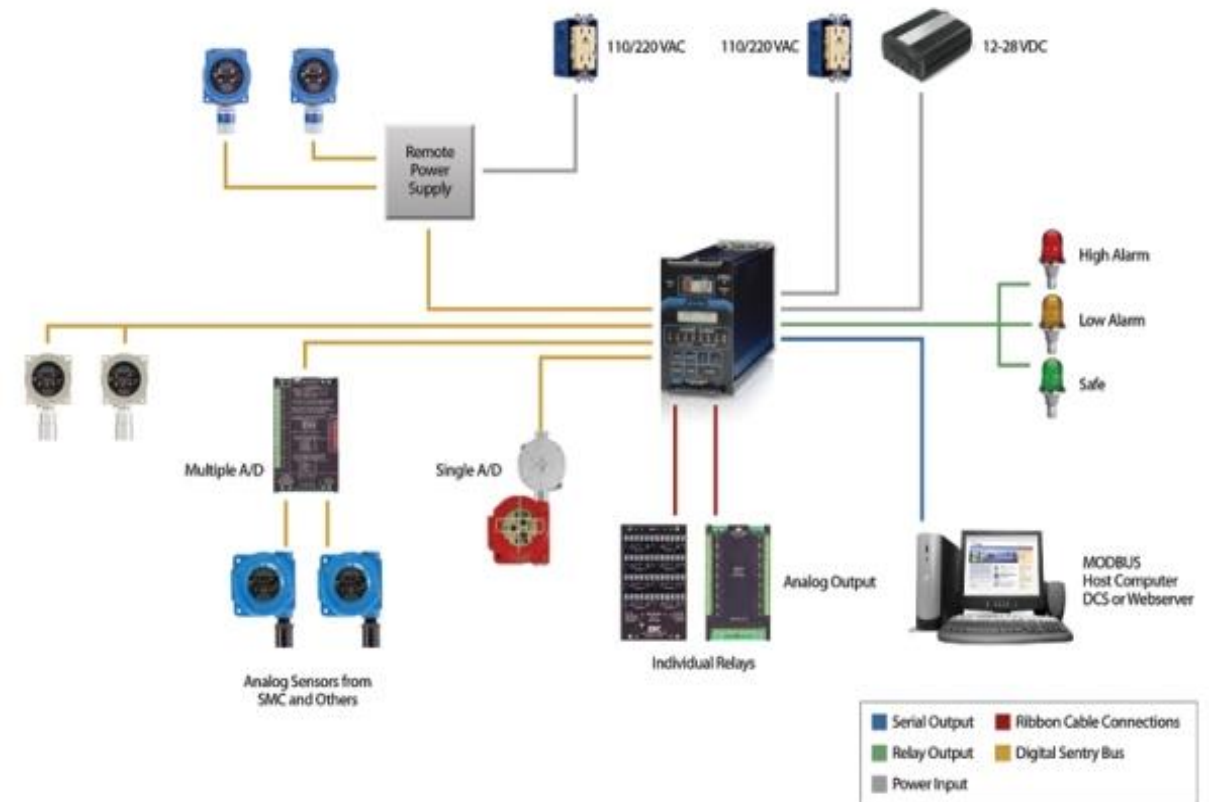 110/220 VAC
110/220 VAC
12-28 VDC
Remote
Power
Supply
High Alarm
Low Alarm
Safe
Multiple A/D
Single A/D
Analog Output
MODBUS
Host Computer
DCS or Webserver
Individual Relays
Analog Sensors from
SMC and Others
Serial Output
Ribbon Cable Connections
Relay Output
Digital Sentry Bus
Power Input